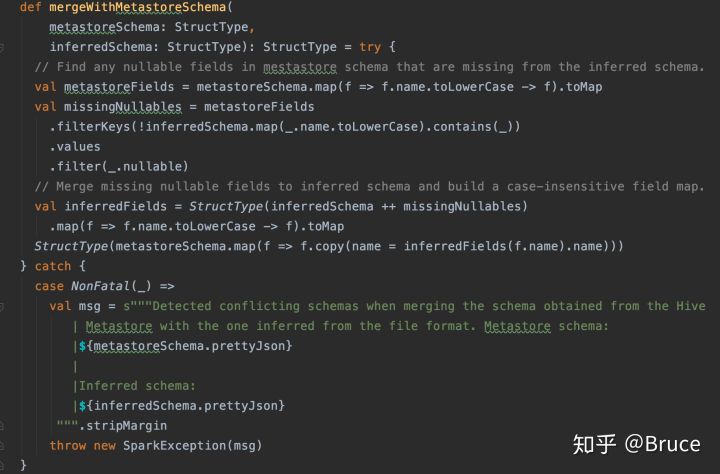 def mergeWithMetastoreSchema(
metastoreSchema: StructType,
inferredSchema: StructType): StructType = try {
// Find any nullable fields in mestastore schema that are missing from the inferred schema.
val metastoreFields = metastoreSchema.map(f => f.name.toLowerCase -> f).toMap
val missingNullables = metastoreFields
.filterKeys(!inferredSchema.map(_.name.toLowerCase).contains(_))
.values
.filter(_.nullable)
// Merge missing nullable fields to inferred schema and build a case-insensitive field map.
val inferredFields = StructType(inferredSchema ++ missingNullables)
.map(f => f.name.toLowerCase -> f).toMap
StructType(metastoreSchema.map(f => f.copy(name = inferredFields(f.name).name)))
} catch {
case NonFatal(_) =>
val msg = s"""Detected conflicting schemas when merging the schema obtained from the Hive
| Metastore with the one inferred from the file format. Metastore schema:
|${metastoreSchema.prettyJson}
|
|Inferred schema:
|${inferredSchema.prettyJson}
""".stripMargin
throw new SparkException(msg)
}
知乎 @Bruce